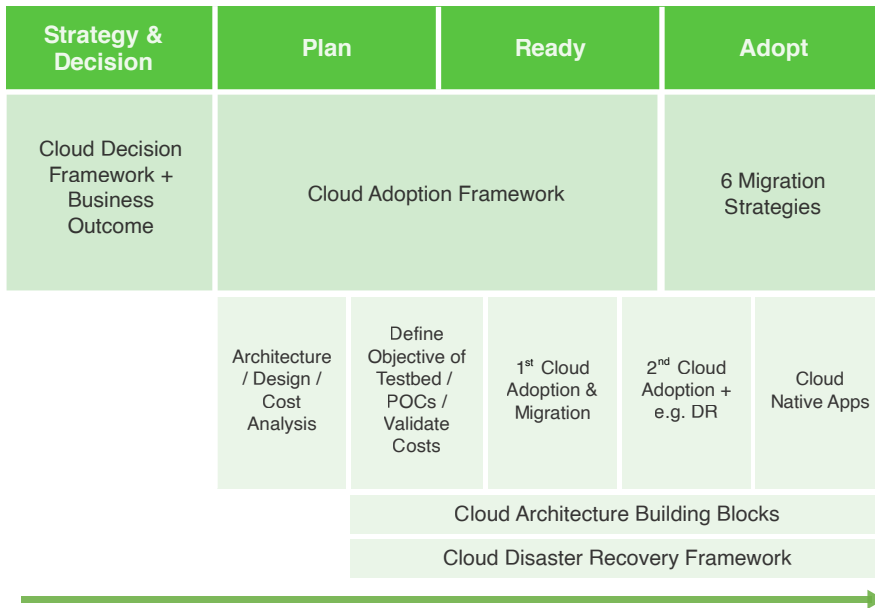 Strategy &
Decision
Plan
Ready
Adopt
Cloud Decision
Framework +
Business
Outcome
Cloud Adoption Framework
6 Migration
Strategies
Architecture
/ Design /
Cost
Analysis
Define
Objective of
Testbed /
POCs /
Validate
Costs
1st Cloud
Adoption &
Migration
2nd Cloud
Adoption +
e.g. DR
Cloud
Native Apps
Cloud Architecture Building Blocks
Cloud Disaster Recovery Framework